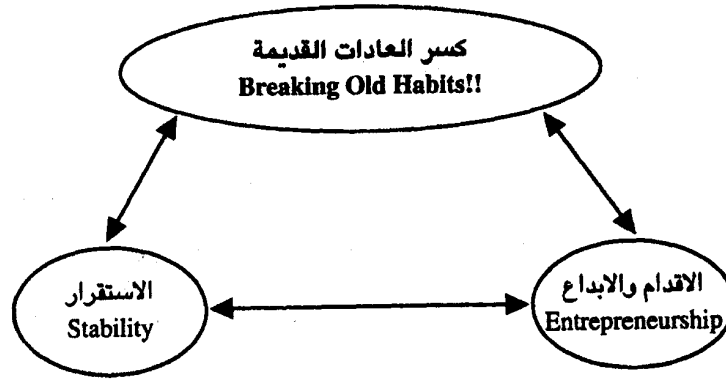 كسر العادات القديمة
Breaking Old Habits!!
الاستقرار
Stability
الاقدام والابداع
Entrepreneurship